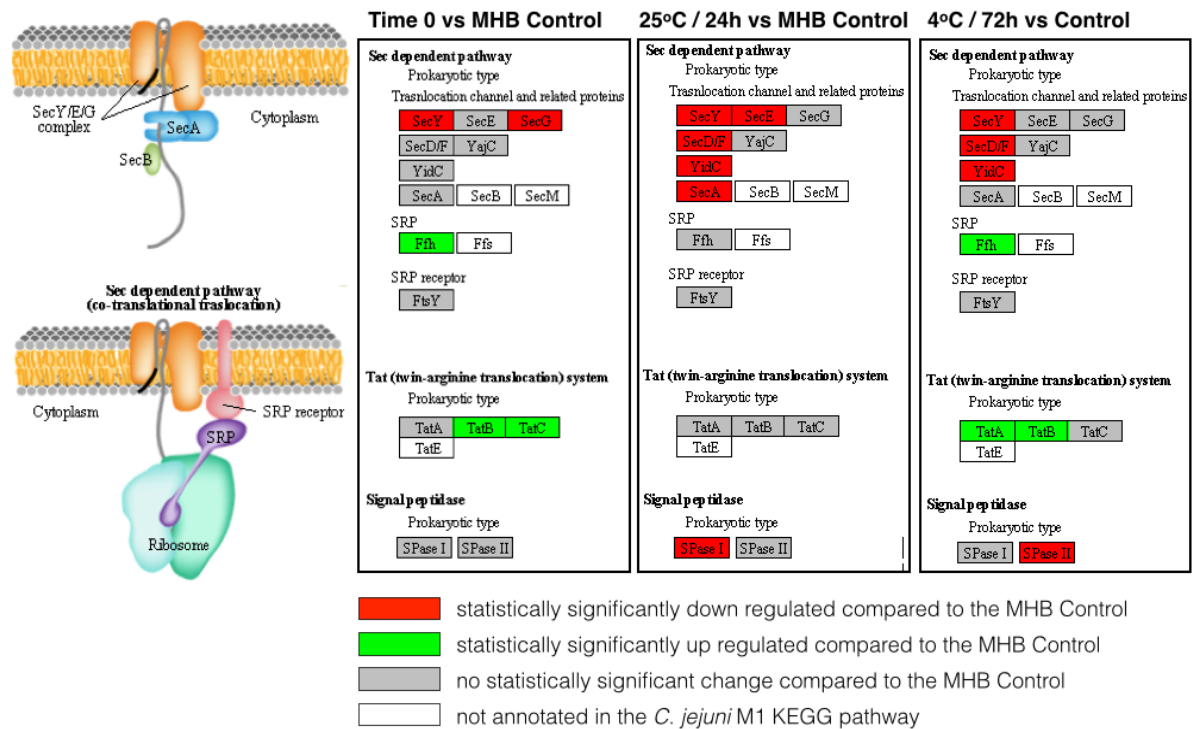 SecY/E/G
complex
SecA
Cytoplasm
SecB
Sec dependent pathway
(co-translational traslocation)
Cytoplasm
SRP receptor
SRP
Ribosome
Time 0 vs MHB Control
Sec dependent pathway
Prokaryotic type
Trasnlocation channel and related proteins
SecY SecE SecG
SecD/F YajC
YidC
SecA SecB SecM
SRP
Ffh Ffs
SRP receptor
FtsY
Tat (twin-arginine translocation) system
Prokaryotic type
TatA TatB TatC
TatE
Signal peptidase
Prokaryotic type
SPase I SPase II
25ºC / 24h vs MHB Control
Sec dependent pathway
Prokaryotic type
Trasnlocation channel and related proteins
SecY SecE SecG
SecD/F YajC
YidC
SecA SecB SecM
SRP
Ffh Ffs
SRP receptor
FtsY
Tat (twin-arginine translocation) system
Prokaryotic type
TatA TatB TatC
TatE
Signal peptidase
Prokaryotic type
SPase I SPase II
4ºC / 72h vs Control
Sec dependent pathway
Prokaryotic type
Trasnlocation channel and related proteins
SecY SecE SecG
SecD/F YajC
YidC
SecA SecB SecM
SRP
Ffh Ffs
SRP receptor
FtsY
Tat (twin-arginine translocation) system
Prokaryotic type
TatA TatB TatC
TatE
Signal peptidase
Prokaryotic type
SPase I SPase II
statistically significantly down regulated compared to the MHB Control
statistically significantly up regulated compared to the MHB Control
no statistically significant change compared to the MHB Control
not annotated in the C. jejuni M1 KEGG pathway